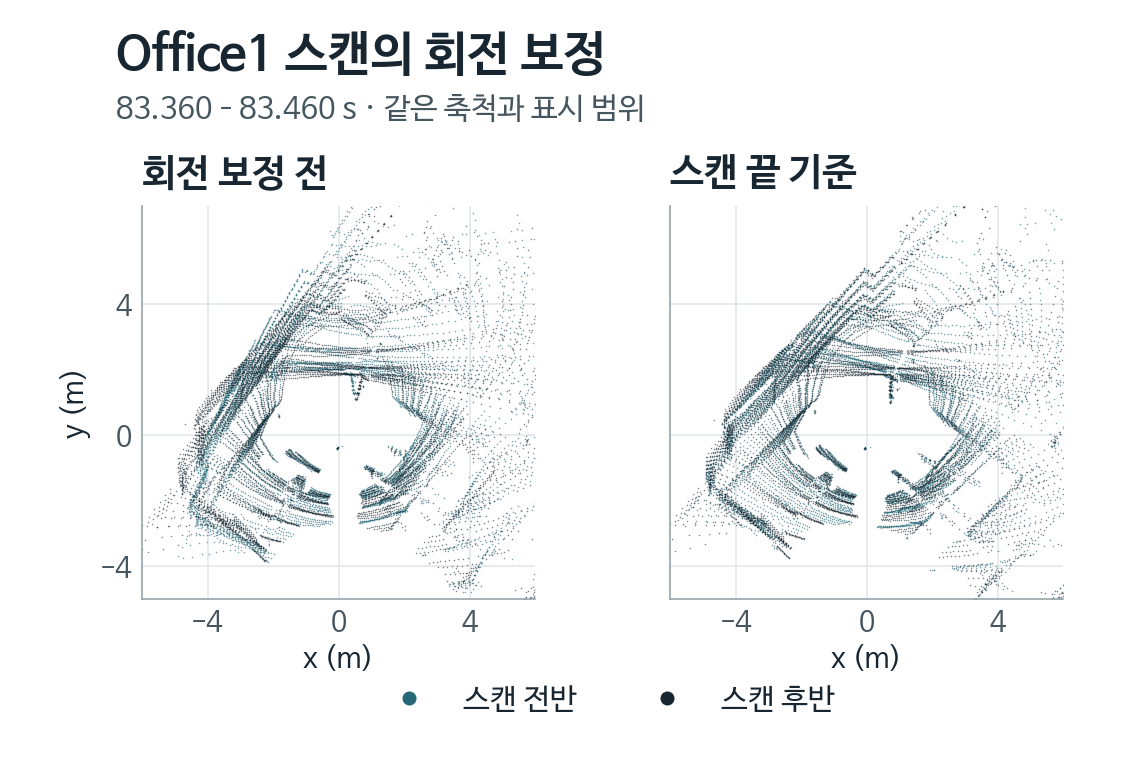 Office1 스캔의 회전 보정
83.360 – 83.460 s · 같은 축척과 표시 범위
회전 보정 전
스캔 끝 기준
y (m)
4
0
−4
−4 0 4
−4 0 4
x (m)
x (m)
스캔 전반
스캔 후반